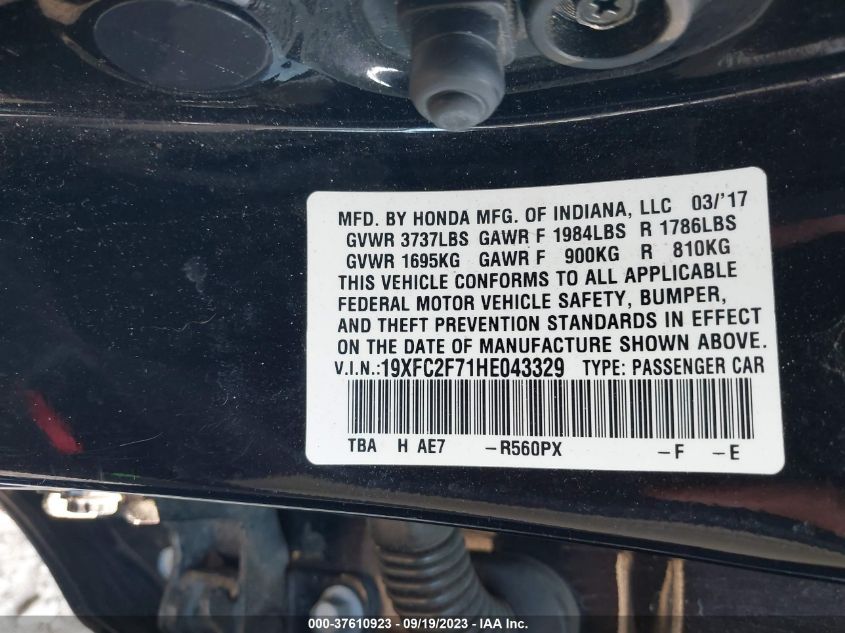 MFD. BY HONDA MFG. OF INDIANA, LLC 03/'17
GVWR 3737LBS GAWR F 1984LBS R 1786LBS
GVWR 1695KG GAWR F 900KG R 810KG
THIS VEHICLE CONFORMS TO ALL APPLICABLE
FEDERAL MOTOR VEHICLE SAFETY, BUMPER,
AND THEFT PREVENTION STANDARDS IN EFFECT
ON THE DATE OF MANUFACTURE SHOWN ABOVE.
V.I.N.:19XFC2F71HE043329 TYPE: PASSENGER CAR
TBA H AE7 -R560PX -F -E
000-37610923 - 09/19/2023 - IAA Inc.